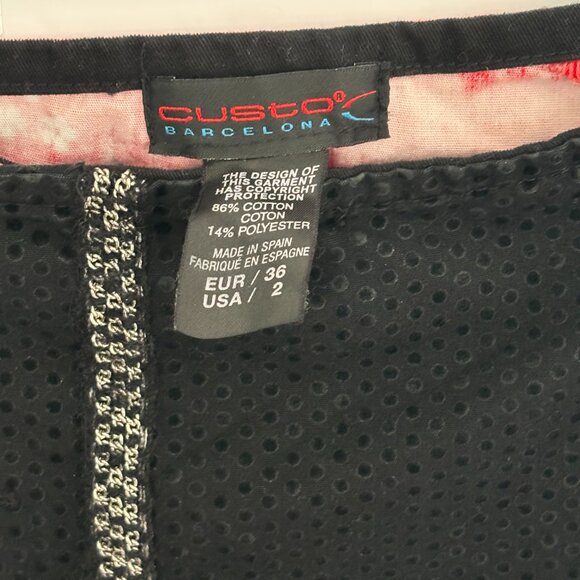 custo®
BARCELONA
THE DESIGN OF
THIS GARMENT
HAS COPYRIGHT
PROTECTION
86% COTTON
COTON
14% POLYESTER
MADE IN SPAIN
FABRIQUÉ EN ESPAGNE
EUR / 36
USA / 2